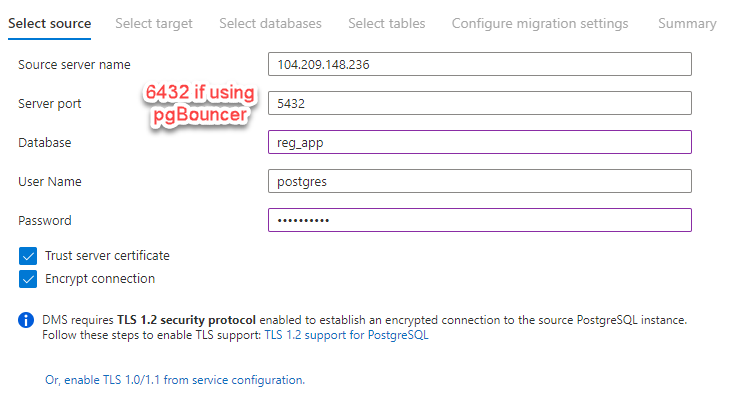 Select source Select target Select databases Select tables Configure migration settings Summary
Source server name 104.209.148.236
6432 if using
Server port 5432
pgBouncer
Database reg_app
User Name postgres
Password ••••••••••
Trust server certificate
Encrypt connection
DMS requires TLS 1.2 security protocol enabled to establish an encrypted connection to the source PostgreSQL instance.
Follow these steps to enable TLS support: TLS 1.2 support for PostgreSQL
Or, enable TLS 1.0/1.1 from service configuration.